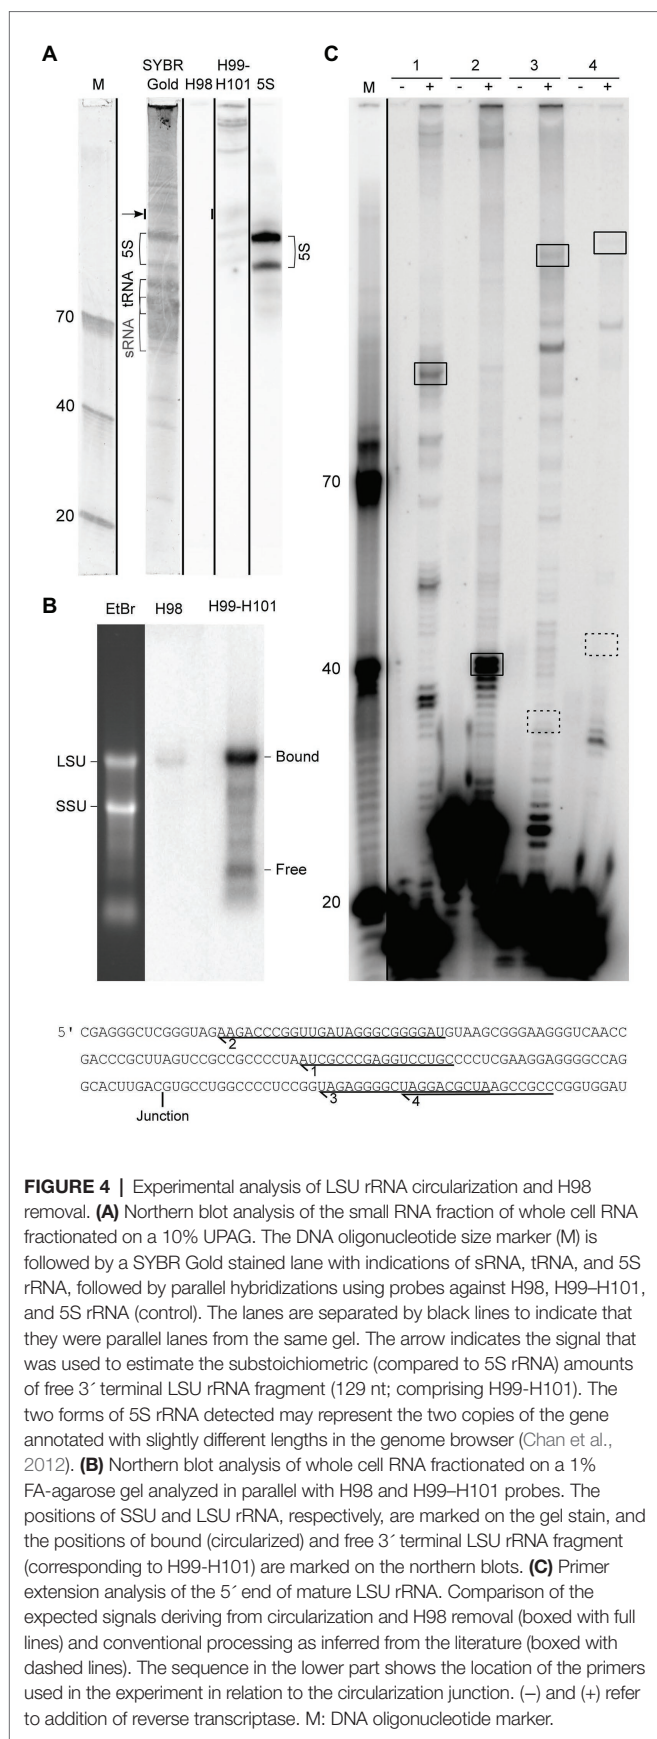 A
M
SYBR
Gold
H98
H99-
H101
5S
5S
tRNA
sRNA
5S
70
40
20
B
EtBr
H98
H99-H101
LSU
SSU
Bound
Free
C
M
1
2
3
4
- + - + - + - +
70
40
20
5' CGAGGGCUCGGGUAGAAGACCCGGUUGAUAGGGCGGGGAUGUAAGCGGGAAGGGUCAACC
2
GACCCGCUUAGUCCGCCGCCCCUAAUCGCCCGAGGUCCUGCCCCUCGAAGGAGGGGCCAG
1
GCACUUGACGUGCCUGGCCCCUCCGGUAGAGGGGCUAGGACGCUAAGCCGCCCGGUGGAU
3
4
Junction
FIGURE 4 | Experimental analysis of LSU rRNA circularization and H98
removal. (A) Northern blot analysis of the small RNA fraction of whole cell RNA
fractionated on a 10% UPAG. The DNA oligonucleotide size marker (M) is
followed by a SYBR Gold stained lane with indications of sRNA, tRNA, and 5S
rRNA, followed by parallel hybridizations using probes against H98, H99–H101,
and 5S rRNA (control). The lanes are separated by black lines to indicate that
they were parallel lanes from the same gel. The arrow indicates the signal that
was used to estimate the substoichiometric (compared to 5S rRNA) amounts
of free 3´ terminal LSU rRNA fragment (129 nt; comprising H99-H101). The
two forms of 5S rRNA detected may represent the two copies of the gene
annotated with slightly different lengths in the genome browser (Chan et al.,
2012). (B) Northern blot analysis of whole cell RNA fractionated on a 1%
FA-agarose gel analyzed in parallel with H98 and H99–H101 probes. The
positions of SSU and LSU rRNA, respectively, are marked on the gel stain, and
the positions of bound (circularized) and free 3´ terminal LSU rRNA fragment
(corresponding to H99-H101) are marked on the northern blots. (C) Primer
extension analysis of the 5´ end of mature LSU rRNA. Comparison of the
expected signals deriving from circularization and H98 removal (boxed with full
lines) and conventional processing as inferred from the literature (boxed with
dashed lines). The sequence in the lower part shows the location of the primers
used in the experiment in relation to the circularization junction. (−) and (+) refer
to addition of reverse transcriptase. M: DNA oligonucleotide marker.